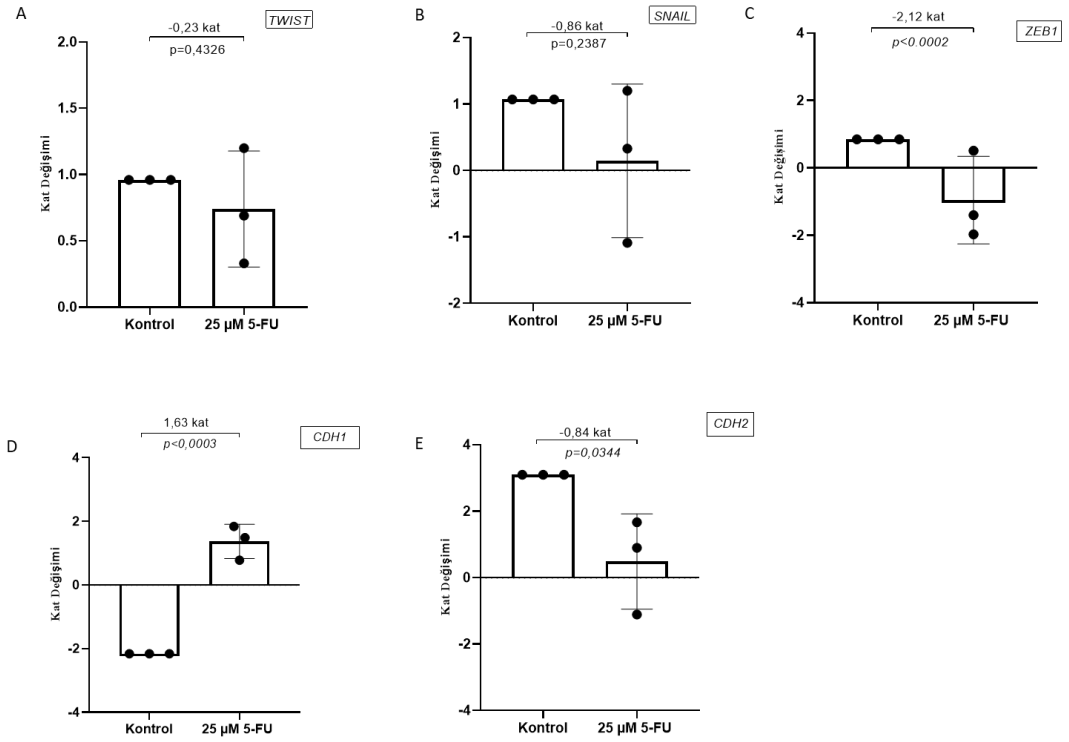 A
-0,23 kat
TWIST
p=0,4326
Kat Değişimi
2.0
1.5
1.0
0.5
0.0
Kontrol
25 µM 5-FU
B
-0,86 kat
SNAIL
p=0,2387
Kat Değişimi
2
1
0
-1
-2
Kontrol
25 µM 5-FU
C
-2,12 kat
ZEB1
p<0.0002
Kat Değişimi
4
2
0
-2
-4
Kontrol
25 µM 5-FU
D
1,63 kat
CDH1
p<0,0003
Kat Değişimi
4
2
0
-2
-4
Kontrol
25 µM 5-FU
E
-0,84 kat
CDH2
p=0,0344
Kat Değişimi
4
2
0
-2
-4
Kontrol
25 µM 5-FU